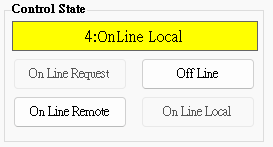 Control State
4:OnLine Local
On Line Request
Off Line
On Line Remote
On Line Local